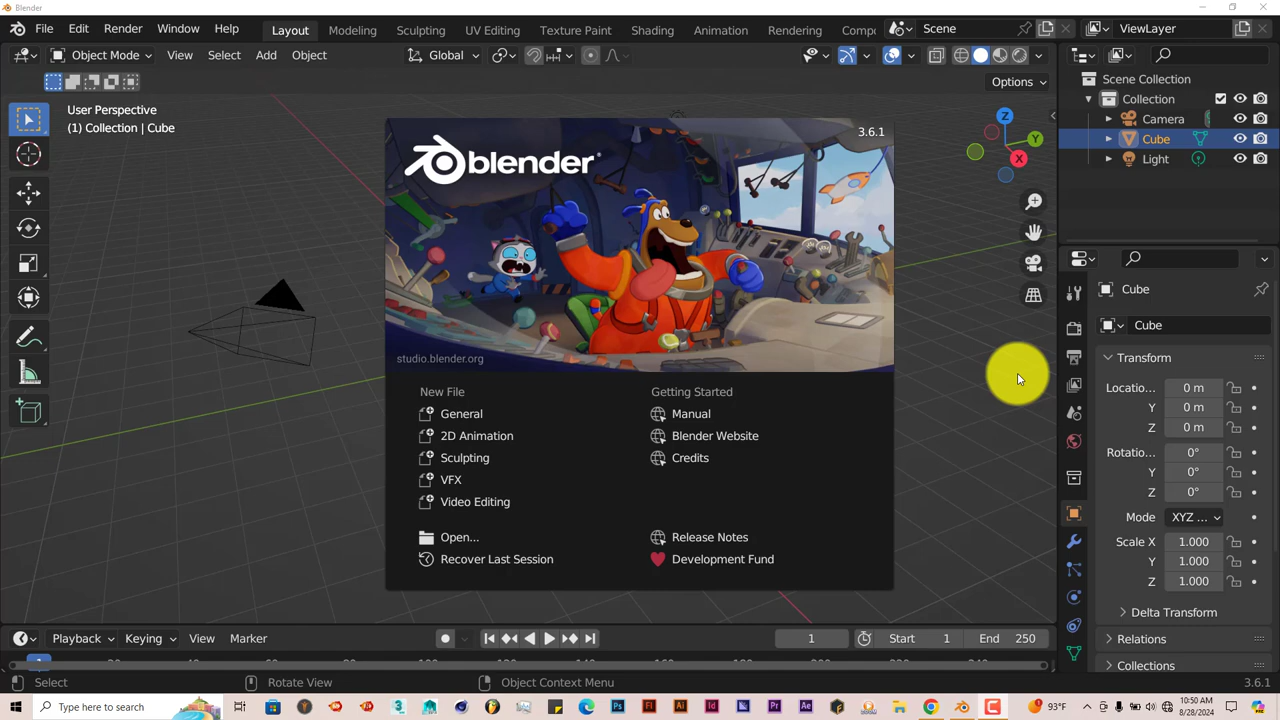 Blender
File Edit Render Window Help Layout Modeling Sculpting UV Editing Texture Paint Shading Animation Rendering Comp Scene ViewLayer
Object Mode View Select Add Object Global
Options
User Perspective
(1) Collection | Cube
Z
Y
X
Scene Collection
Collection
Camera
Cube
Light
3.6.1
blender
studio.blender.org
New File
General
2D Animation
Sculpting
VFX
Video Editing
Open...
Recover Last Session
Getting Started
Manual
Blender Website
Credits
Release Notes
Development Fund
Cube
Cube
Transform
Locatio... 0 m
Y 0 m
Z 0 m
Rotatio... 0°
Y 0°
Z 0°
Mode XYZ ...
Scale X 1.000
Y 1.000
Z 1.000
Delta Transform
Relations
Collections
Playback Keying View Marker 1 Start 1 End 250
1
Select Rotate View Object Context Menu 3.6.1
Type here to search
93°F
10:50 AM
8/28/2024